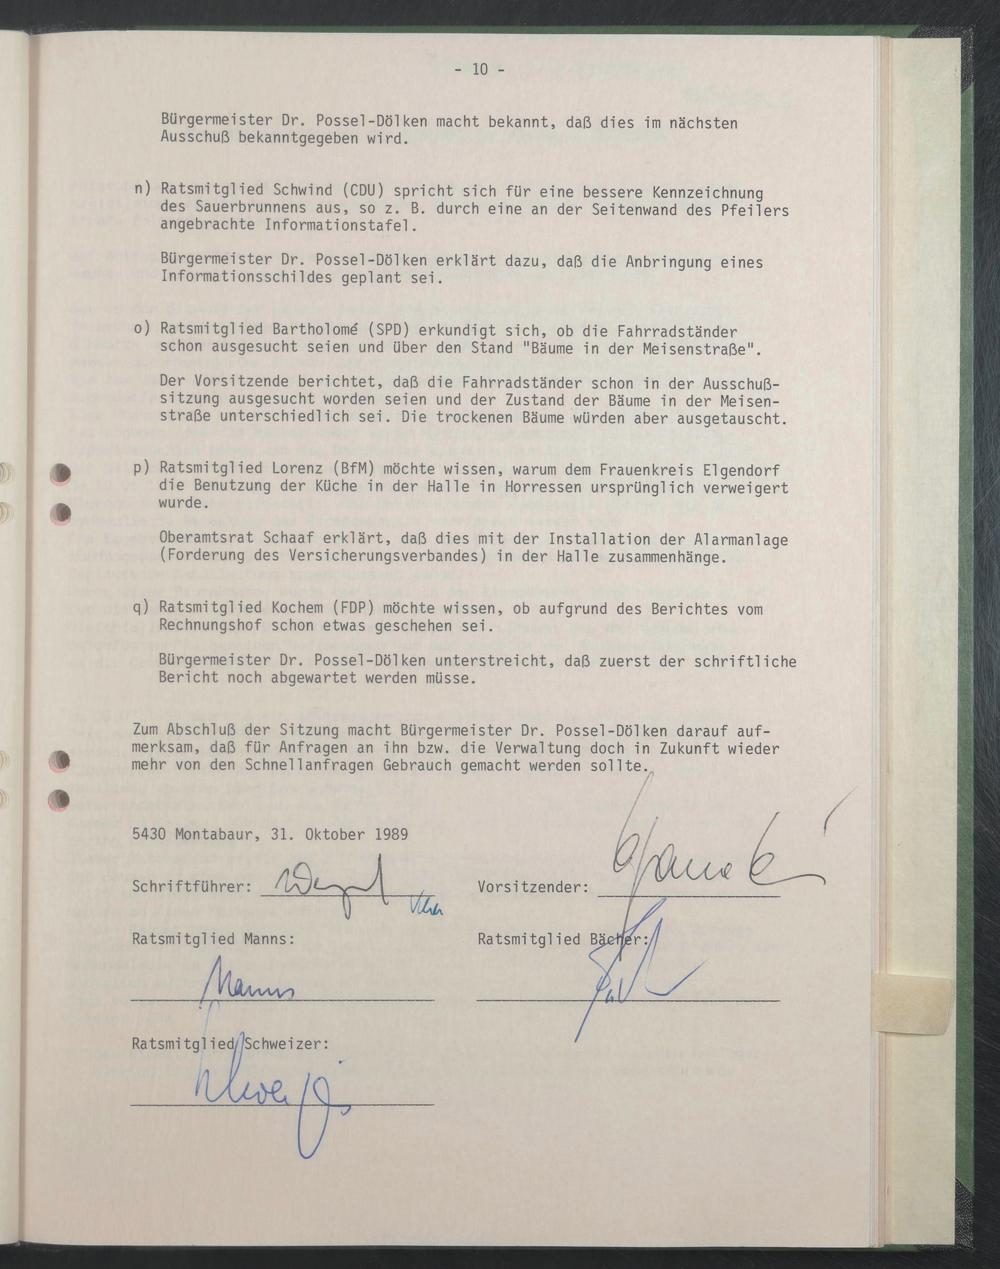 - 10 -
Bürgermeister Dr. Possel-Dölken macht bekannt, daß dies im nächsten
Ausschuß bekanntgegeben wird.
n) Ratsmitglied Schwind (CDU) spricht sich für eine bessere Kennzeichnung
des Sauerbrunnens aus, so z. B. durch eine an der Seitenwand des Pfeilers
angebrachte Informationstafel.
Bürgermeister Dr. Possel-Dölken erklärt dazu, daß die Anbringung eines
Informationsschildes geplant sei.
o) Ratsmitglied Bartholomé (SPD) erkundigt sich, ob die Fahrradständer
schon ausgesucht seien und über den Stand "Bäume in der Meisenstraße".
Der Vorsitzende berichtet, daß die Fahrradständer schon in der Ausschuß-
sitzung ausgesucht worden seien und der Zustand der Bäume in der Meisen-
straße unterschiedlich sei. Die trockenen Bäume würden aber ausgetauscht.
p) Ratsmitglied Lorenz (BfM) möchte wissen, warum dem Frauenkreis Elgendorf
die Benutzung der Küche in der Halle in Horressen ursprünglich verweigert
wurde.
Oberamtsrat Schaaf erklärt, daß dies mit der Installation der Alarmanlage
(Forderung des Versicherungsverbandes) in der Halle zusammenhänge.
q) Ratsmitglied Kochem (FDP) möchte wissen, ob aufgrund des Berichtes vom
Rechnungshof schon etwas geschehen sei.
Bürgermeister Dr. Possel-Dölken unterstreicht, daß zuerst der schriftliche
Bericht noch abgewartet werden müsse.
Zum Abschluß der Sitzung macht Bürgermeister Dr. Possel-Dölken darauf auf-
merksam, daß für Anfragen an ihn bzw. die Verwaltung doch in Zukunft wieder
mehr von den Schnellanfragen Gebrauch gemacht werden sollte.
5430 Montabaur, 31. Oktober 1989
Schriftführer:
Vorsitzender:
Ratsmitglied Manns:
Ratsmitglied Bächer:
Manns
Ratsmitglied Schweizer: